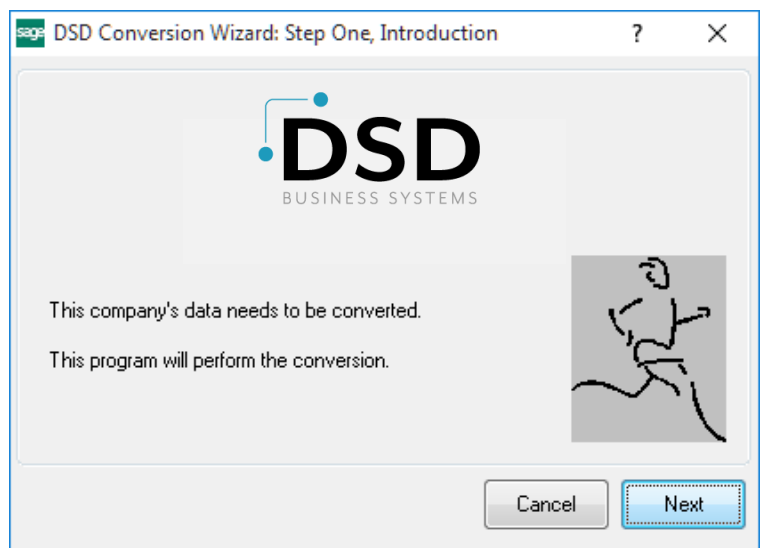 sage DSD Conversion Wizard: Step One, Introduction ? ×
DSD
BUSINESS SYSTEMS
This company's data needs to be converted.
This program will perform the conversion.
Cancel Next